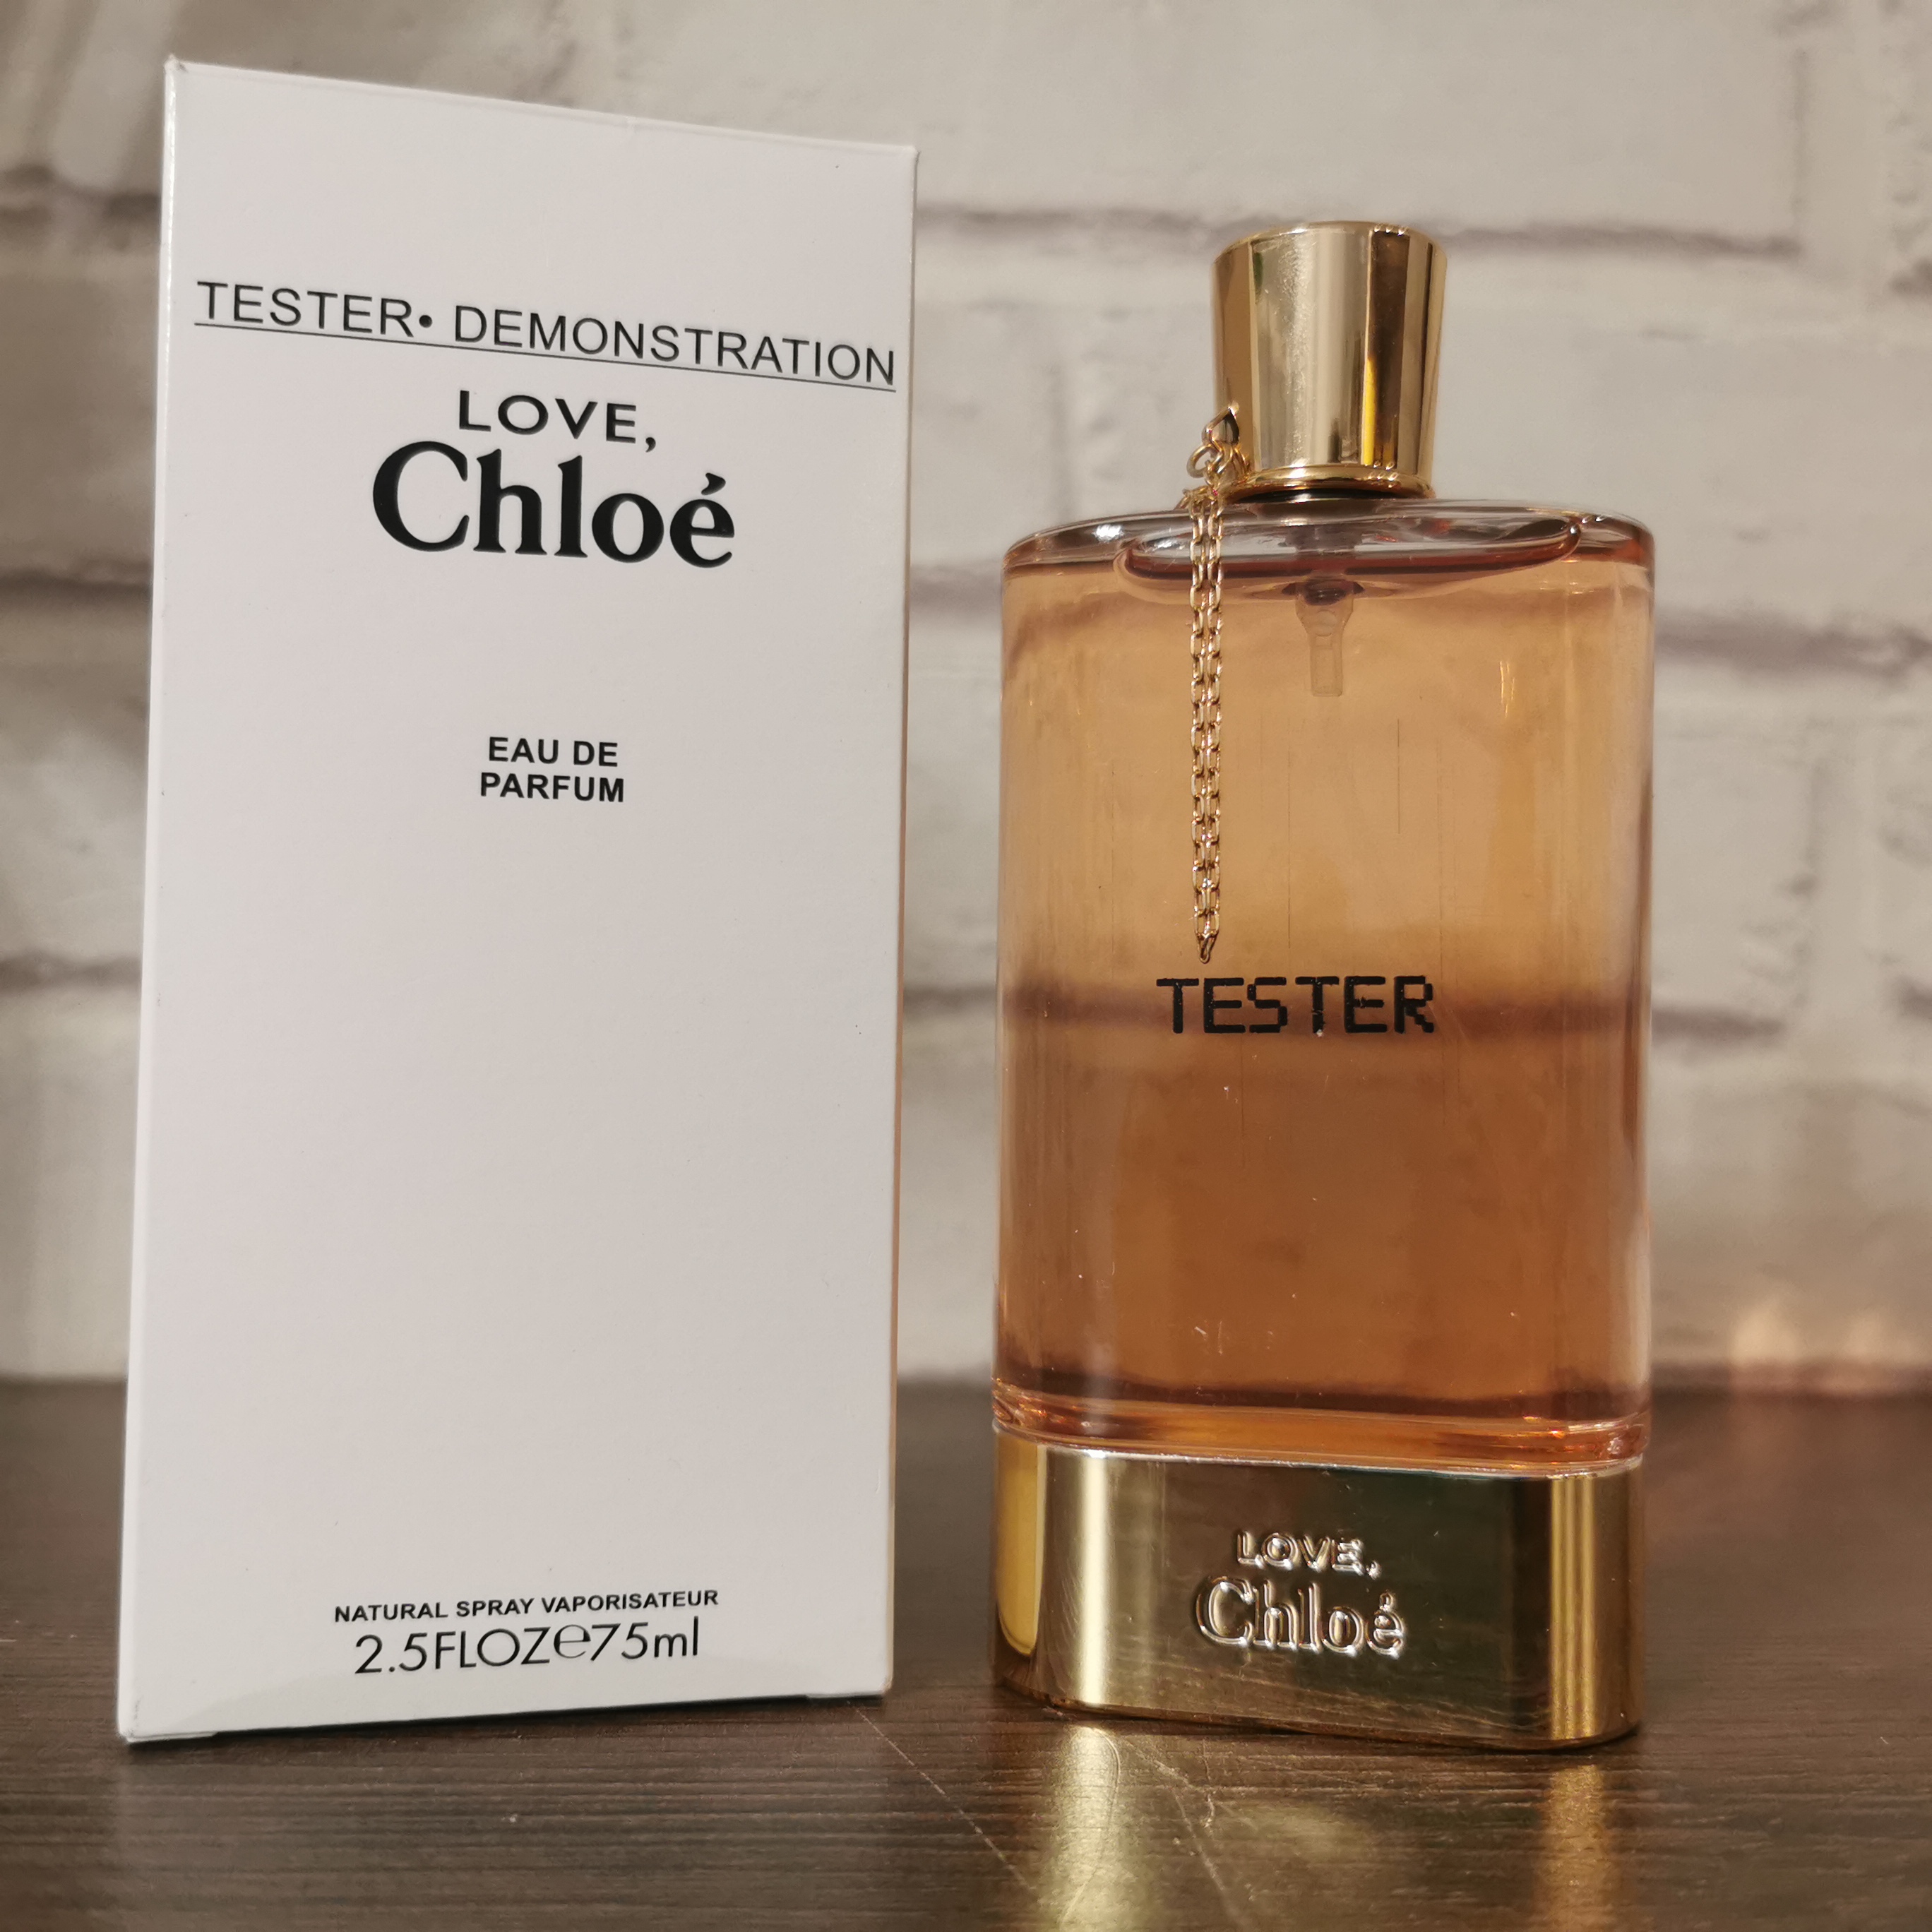 TESTER• DEMONSTRATION
LOVE,
Chloé
EAU DE
PARFUM
NATURAL SPRAY VAPORISATEUR
2.5FLOZ℮75ml
TESTER
LOVE,
Chloé